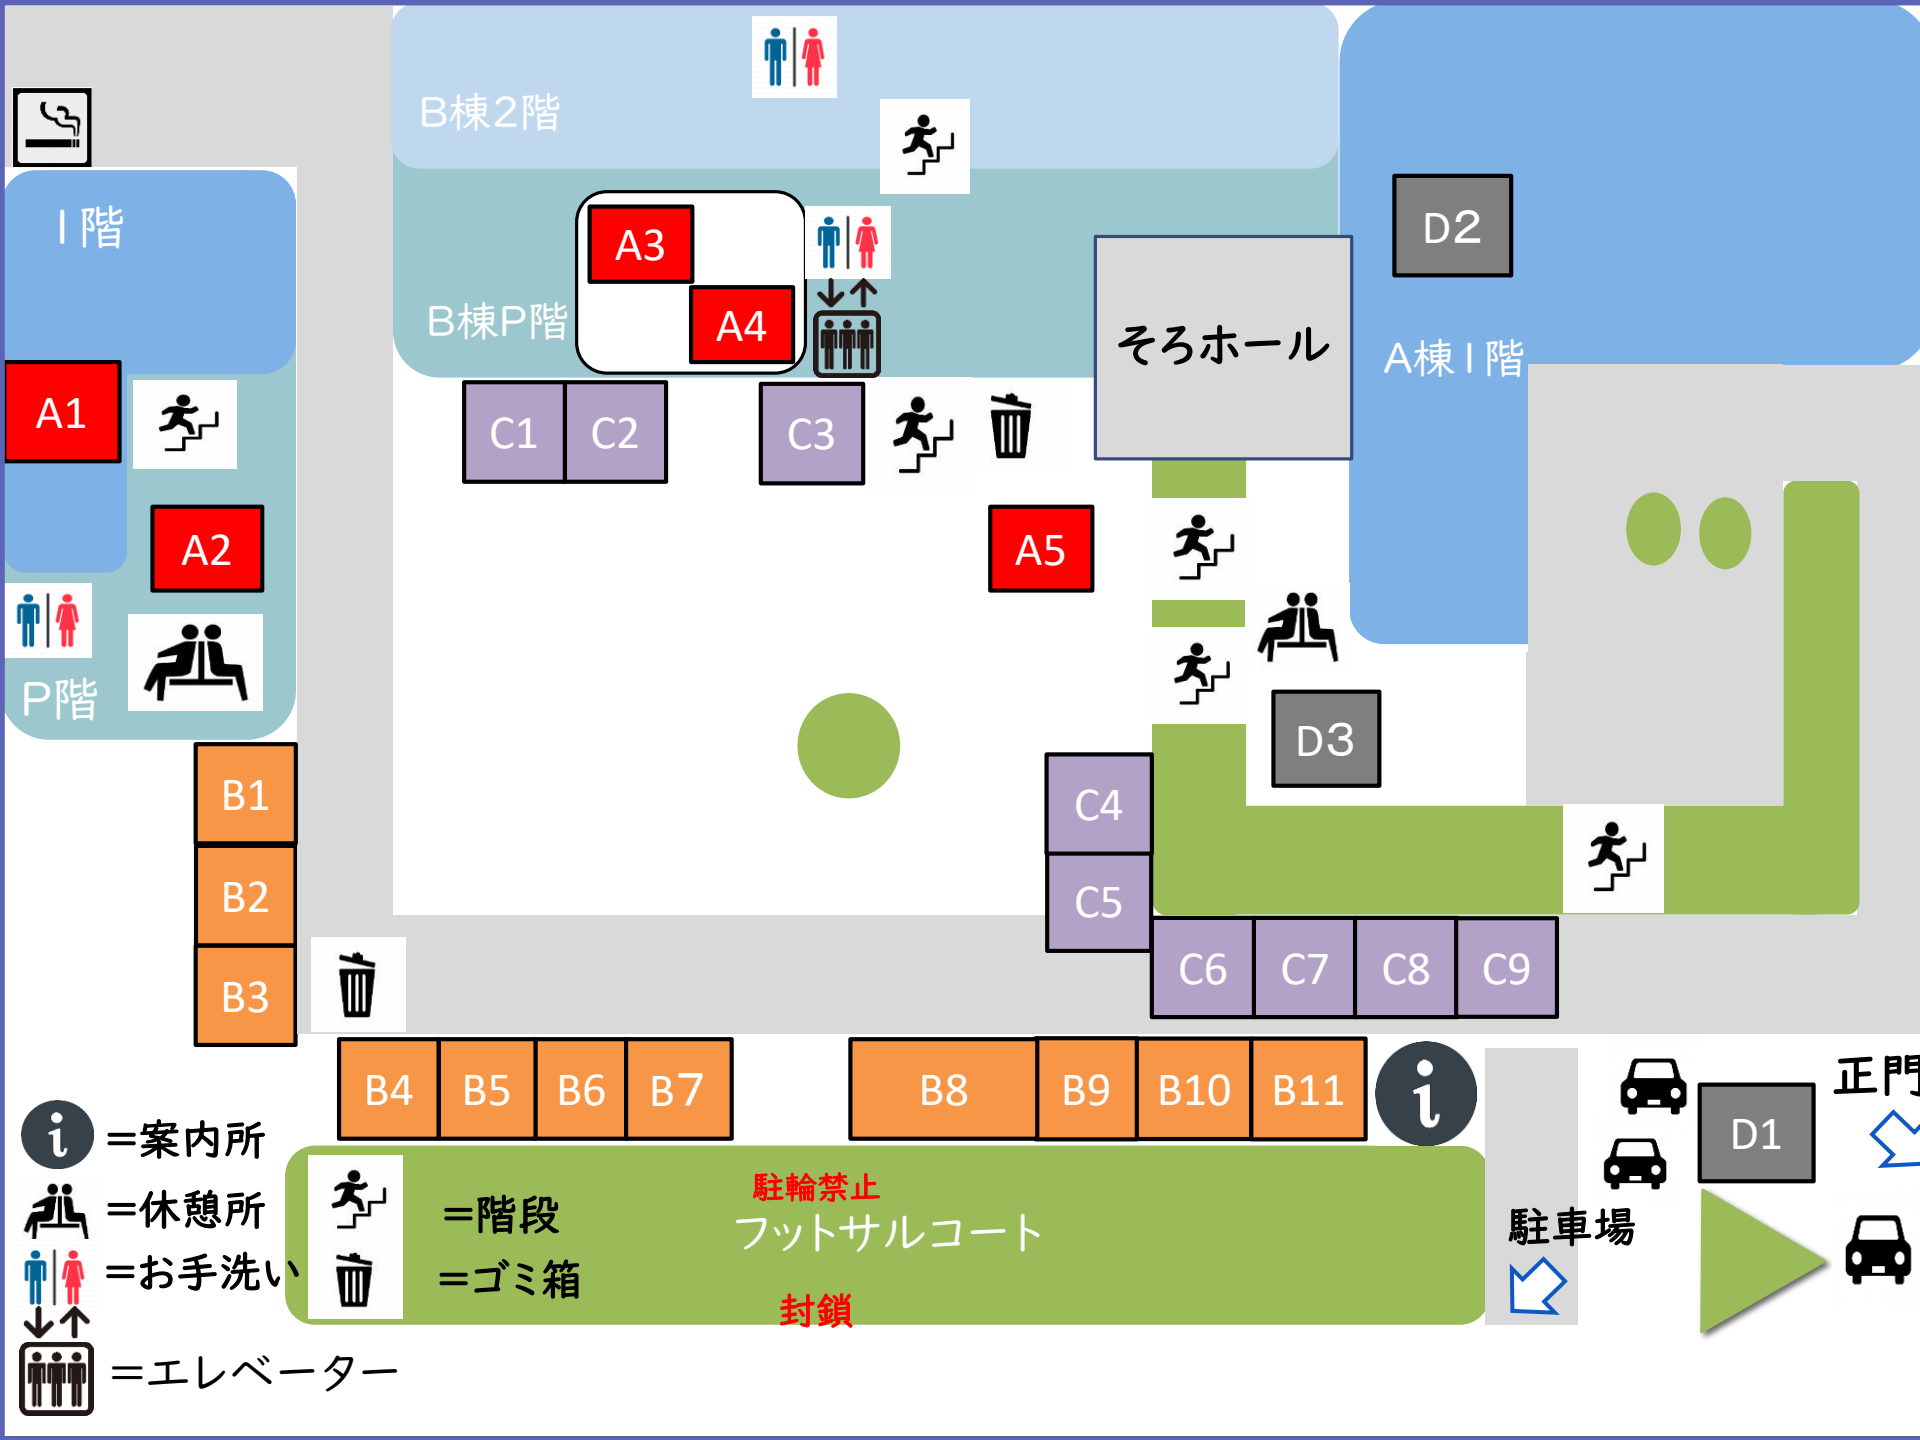 B棟2階
1階
A3
A4
B棟P階
そろホール
D2
A棟1階
A1
C1
C2
C3
A2
A5
P階
D3
B1
C4
B2
C5
B3
C6
C7
C8
C9
B4
B5
B6
B7
B8
B9
B10
B11
正門
D1
=案内所
=休憩所
=階段
駐輪禁止
フットサルコート
駐車場
=お手洗い
=ゴミ箱
封鎖
=エレベーター